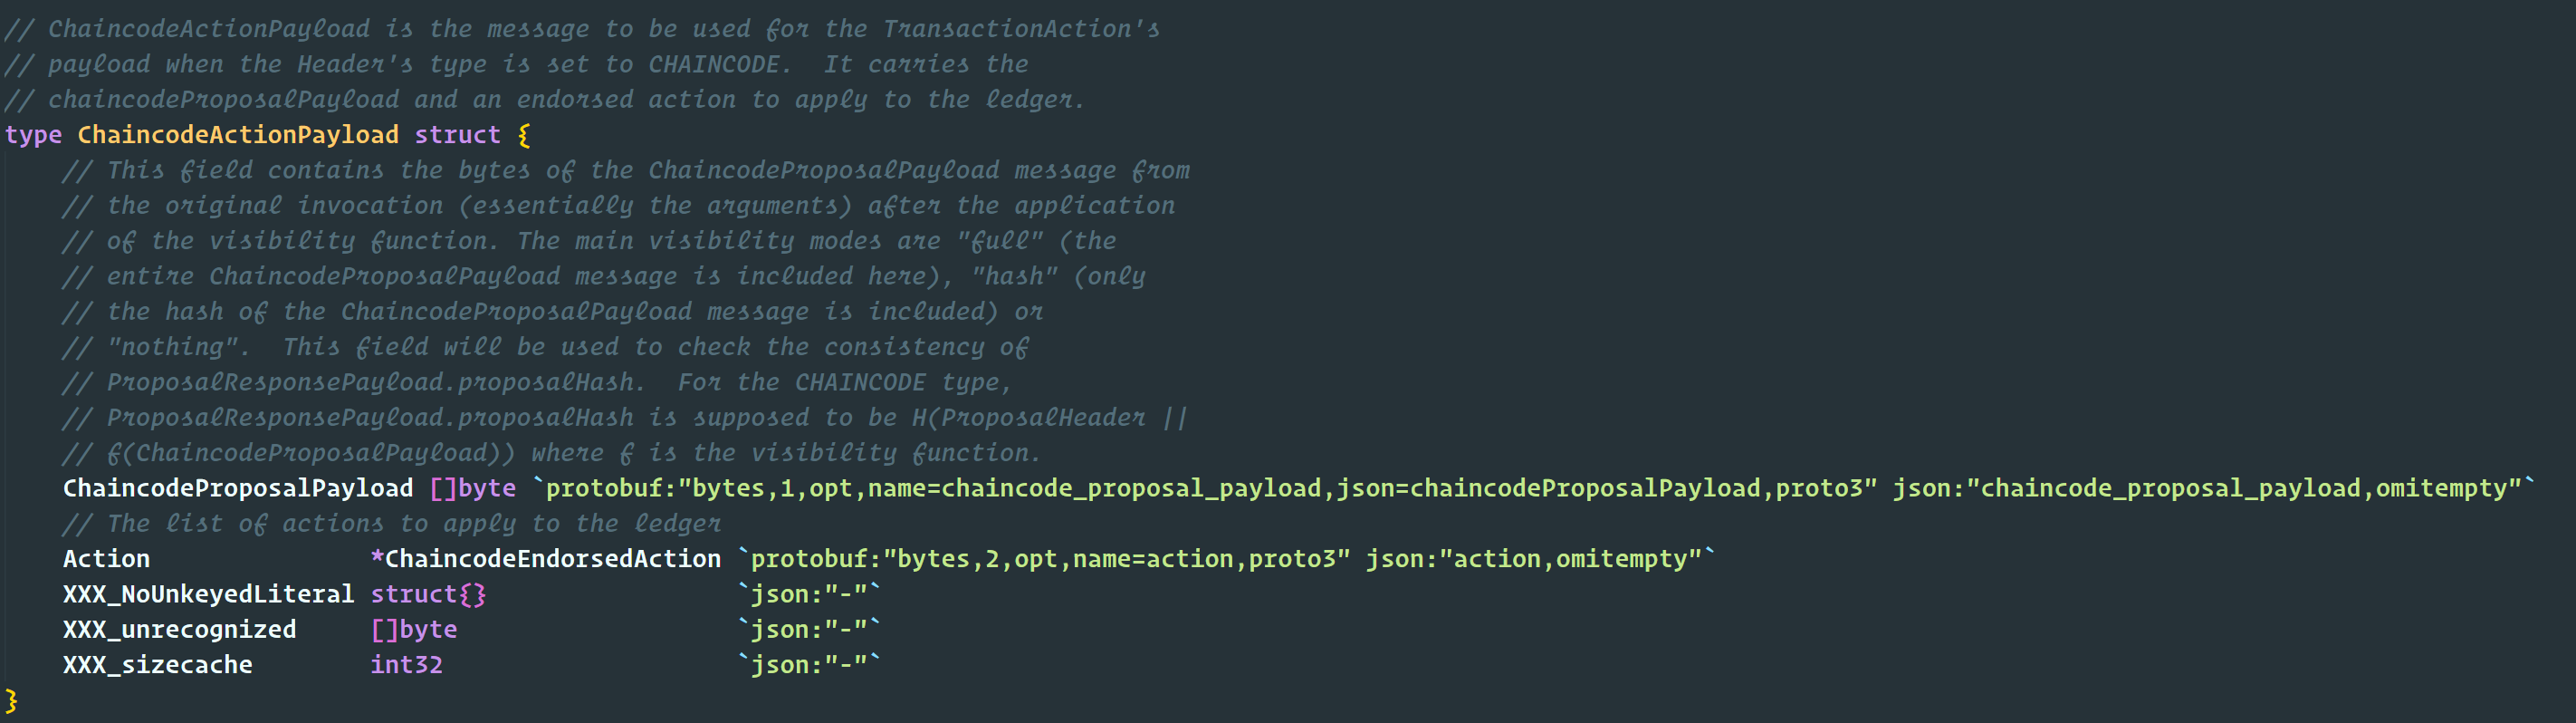 // ChaincodeActionPayload is the message to be used for the TransactionAction's
// payload when the Header's type is set to CHAINCODE.  It carries the
// chaincodeProposalPayload and an endorsed action to apply to the ledger.
type ChaincodeActionPayload struct {
    // This field contains the bytes of the ChaincodeProposalPayload message from
    // the original invocation (essentially the arguments) after the application
    // of the visibility function. The main visibility modes are "full" (the
    // entire ChaincodeProposalPayload message is included here), "hash" (only
    // the hash of the ChaincodeProposalPayload message is included) or
    // "nothing".  This field will be used to check the consistency of
    // ProposalResponsePayload.proposalHash.  For the CHAINCODE type,
    // ProposalResponsePayload.proposalHash is supposed to be H(ProposalHeader ||
    // f(ChaincodeProposalPayload)) where f is the visibility function.
    ChaincodeProposalPayload []byte `protobuf:"bytes,1,opt,name=chaincode_proposal_payload,json=chaincodeProposalPayload,proto3" json:"chaincode_proposal_payload,omitempty"`
    // The list of actions to apply to the ledger
    Action               *ChaincodeEndorsedAction `protobuf:"bytes,2,opt,name=action,proto3" json:"action,omitempty"`
    XXX_NoUnkeyedLiteral struct{}                 `json:"-"`
    XXX_unrecognized     []byte                   `json:"-"`
    XXX_sizecache        int32                    `json:"-"`
}